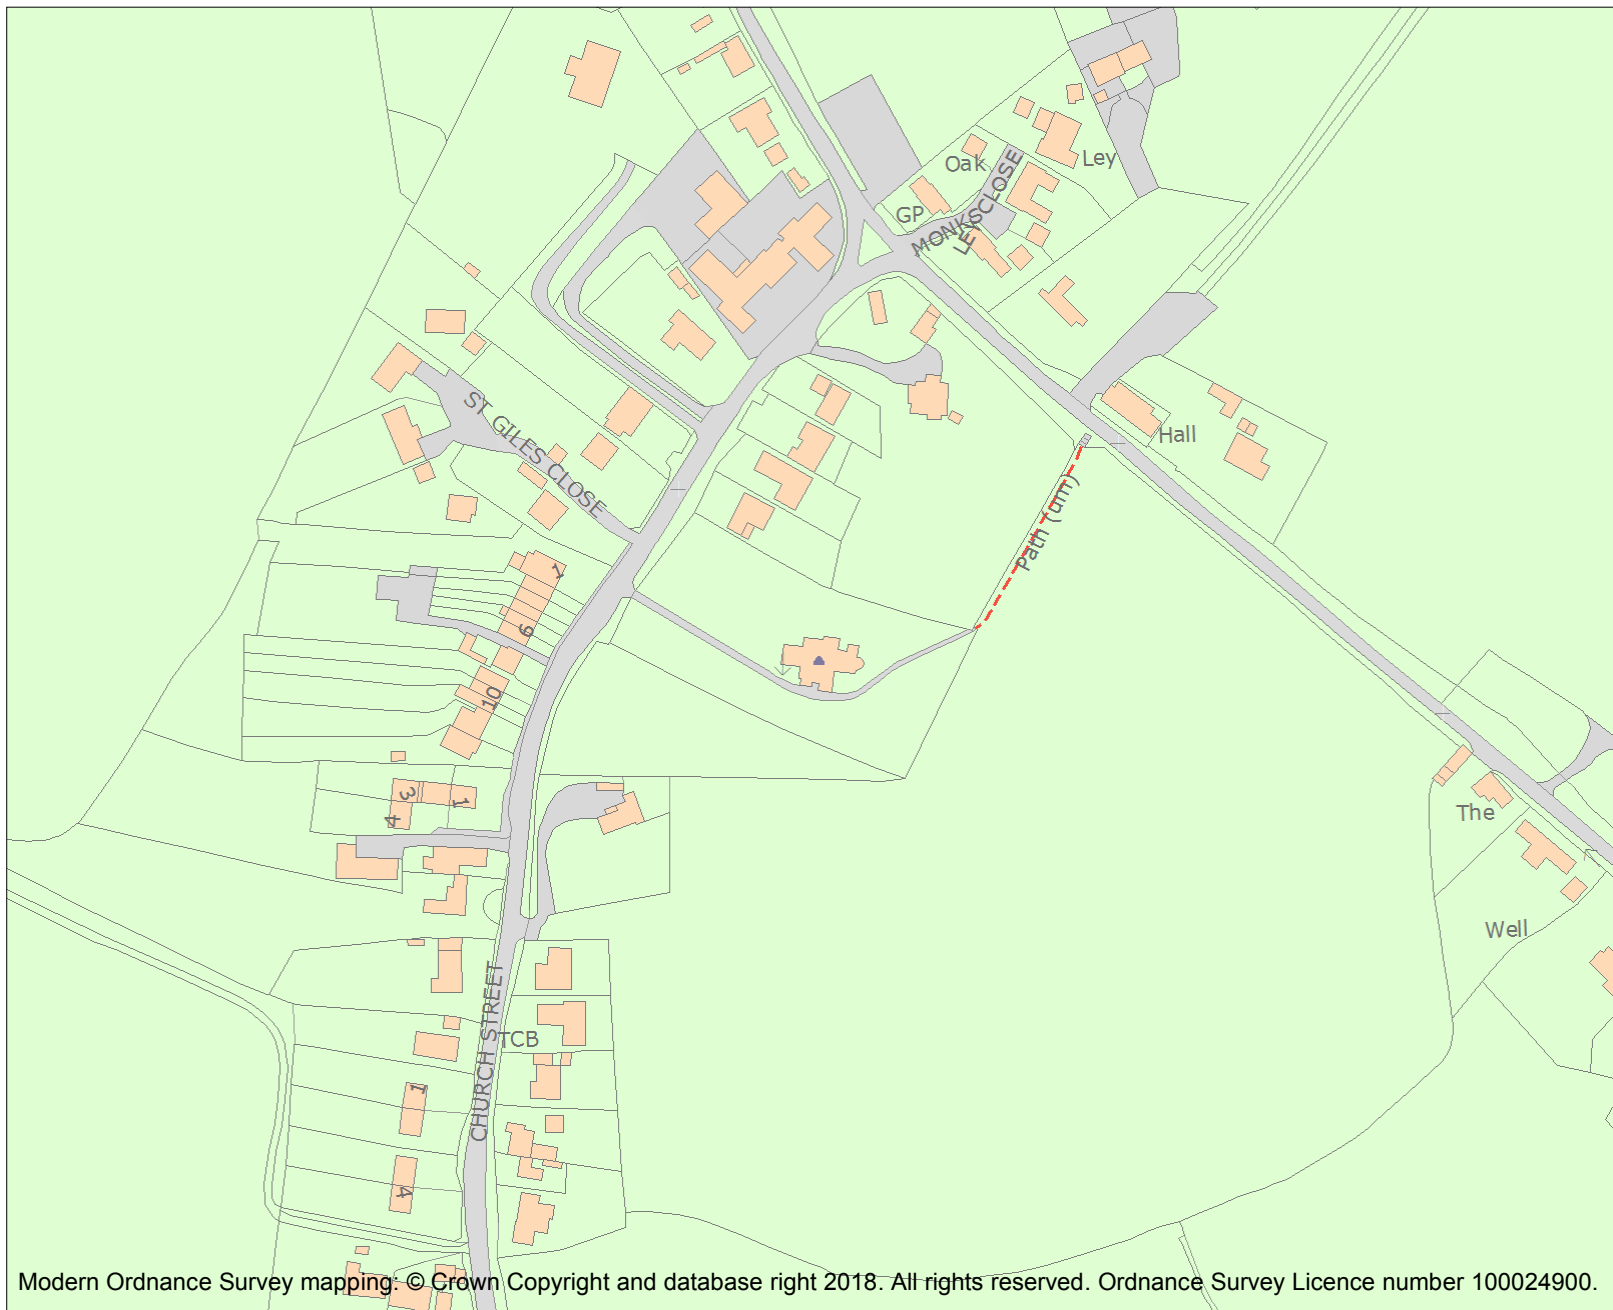 Oak
Ley
GP
MONKS CLOSE
LEY
ST GILES CLOSE
Hall
Path (um)
1
6
10
3
1
4
The
Well
CHURCH STREET
TCB
1
4
Modern Ordnance Survey mapping: © Crown Copyright and database right 2018. All rights reserved. Ordnance Survey Licence number 100024900.